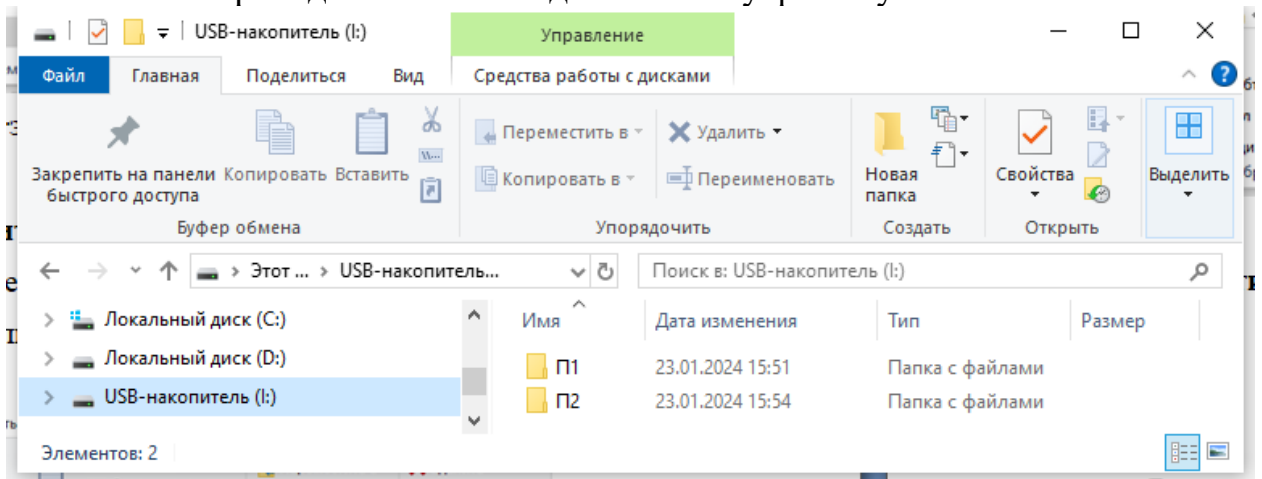 USB-накопитель (I:)
Управление
Файл Главная Поделиться Вид Средства работы с дисками
Переместить в Удалить
Закрепить на панели быстрого доступа Копировать Вставить Копировать в Переименовать Новая папка Свойства Выделить
Буфер обмена Упорядочить Создать Открыть
Этот ... USB-накопитель... Поиск в: USB-накопитель (I:)
Локальный диск (C:) Имя Дата изменения Тип Размер
Локальный диск (D:) П1 23.01.2024 15:51 Папка с файлами
USB-накопитель (I:) П2 23.01.2024 15:54 Папка с файлами
Элементов: 2